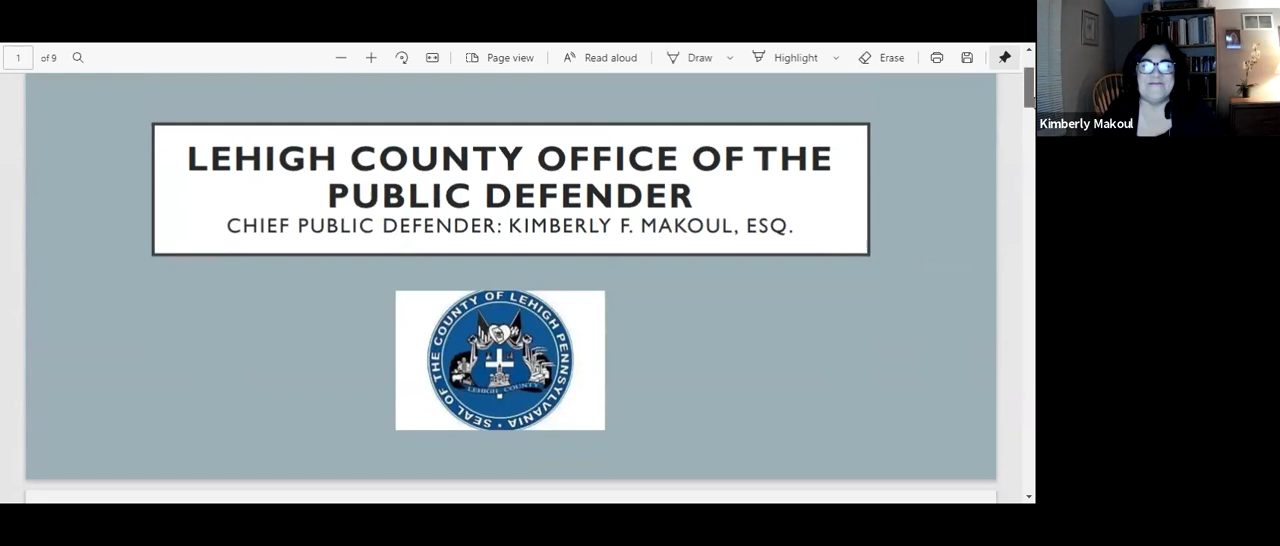 1 of 9
Page view
Read aloud
Draw
Highlight
Erase
LEHIGH COUNTY OFFICE OF THE
PUBLIC DEFENDER
CHIEF PUBLIC DEFENDER: KIMBERLY F. MAKOUL, ESQ.
SEAL OF THE COUNTY OF LEHIGH PENNSYLVANIA
LEHIGH COUNTY
Kimberly Makoul